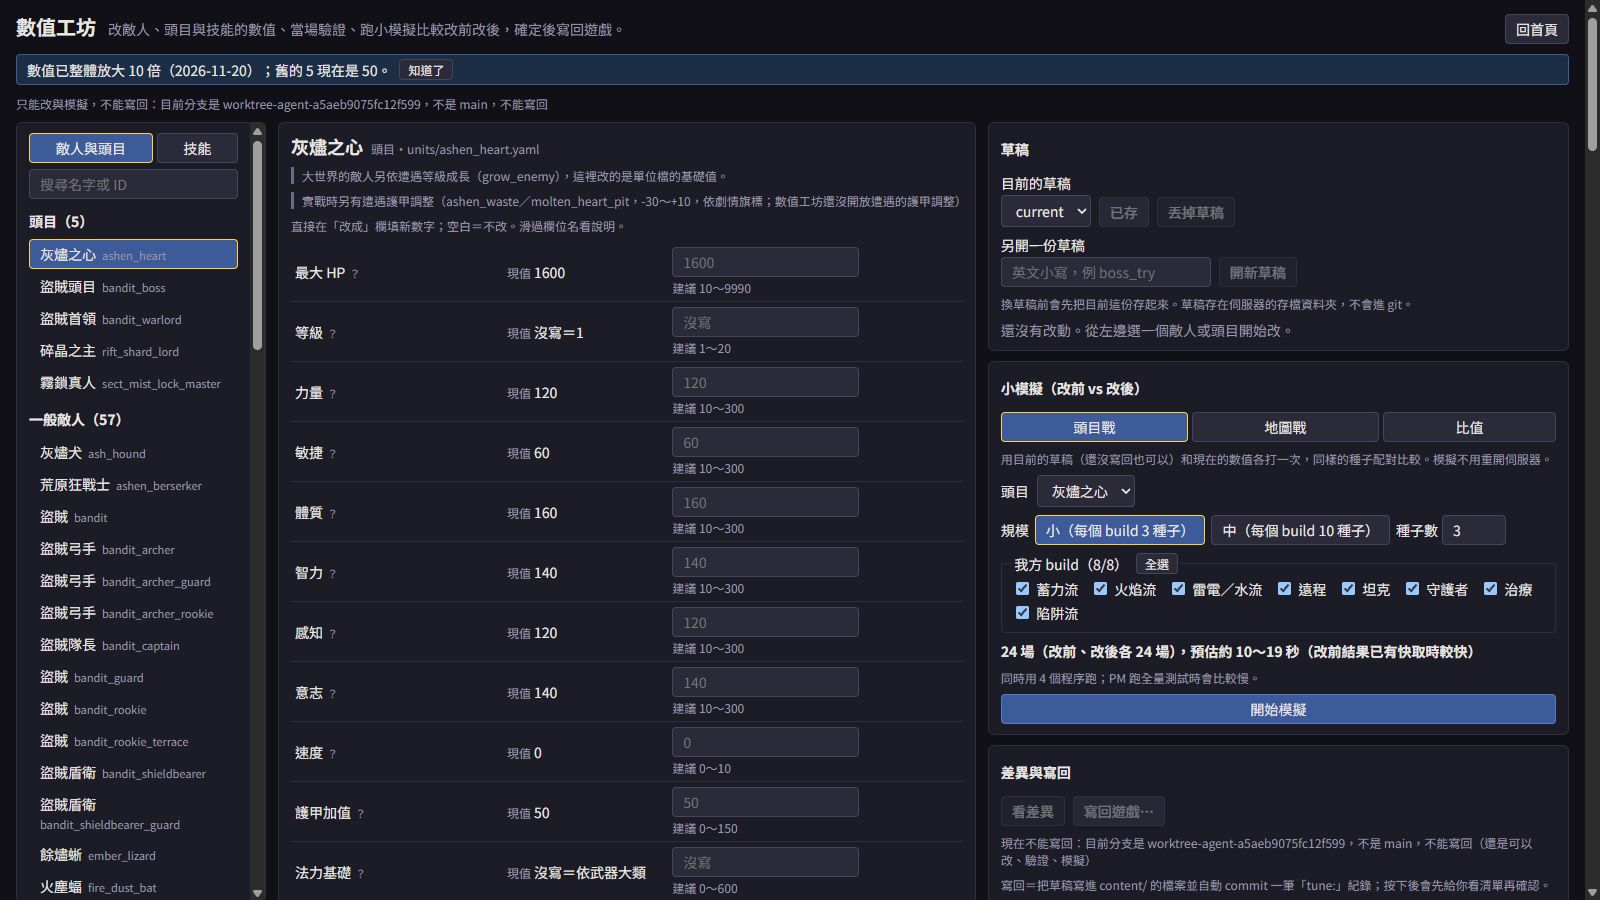 數值工坊 改敵人、頭目與技能的數值、當場驗證、跑小模擬比較改前改後，確定後寫回遊戲。
回首頁
數值已整體放大 10 倍（2026-11-20）；舊的 5 現在是 50。 知道了
只能改與模擬，不能寫回：目前分支是 worktree-agent-a5aeb9075fc12f599，不是 main，不能寫回
敵人與頭目 技能
搜尋名字或 ID
頭目（5）
灰燼之心 ashen_heart
盜賊頭目 bandit_boss
盜賊首領 bandit_warlord
碎晶之主 rift_shard_lord
霧鎖真人 sect_mist_lock_master
一般敵人（57）
灰燼犬 ash_hound
荒原狂戰士 ashen_berserker
盜賊 bandit
盜賊弓手 bandit_archer
盜賊弓手 bandit_archer_guard
盜賊弓手 bandit_archer_rookie
盜賊隊長 bandit_captain
盜賊 bandit_guard
盜賊 bandit_rookie
盜賊 bandit_rookie_terrace
盜賊盾衛 bandit_shieldbearer
盜賊盾衛
bandit_shieldbearer_guard
餘燼蜥 ember_lizard
火塵蝠 fire_dust_bat
灰燼之心 頭目・units/ashen_heart.yaml
大世界的敵人另依遭遇等級成長（grow_enemy），這裡改的是單位檔的基礎值。
實戰時另有遭遇護甲調整（ashen_waste／molten_heart_pit，-30～+10，依劇情旗標；數值工坊還沒開放遭遇的護甲調整）
直接在「改成」欄填新數字；空白＝不改。滑過欄位名看說明。
最大 HP ? 現值 1600 1600
建議 10～9990
等級 ? 現值 沒寫＝1 沒寫
建議 1～20
力量 ? 現值 120 120
建議 10～300
敏捷 ? 現值 60 60
建議 10～300
體質 ? 現值 160 160
建議 10～300
智力 ? 現值 140 140
建議 10～300
感知 ? 現值 120 120
建議 10～300
意志 ? 現值 140 140
建議 10～300
速度 ? 現值 0 0
建議 0～10
護甲加值 ? 現值 50 50
建議 0～150
法力基礎 ? 現值 沒寫＝依武器大類 沒寫
建議 0～600
草稿
目前的草稿
current 已存 丟掉草稿
另開一份草稿
英文小寫，例 boss_try 開新草稿
換草稿前會先把目前這份存起來。草稿存在伺服器的存檔資料夾，不會進 git。
還沒有改動。從左邊選一個敵人或頭目開始改。
小模擬（改前 vs 改後）
頭目戰 地圖戰 比值
用目前的草稿（還沒寫回也可以）和現在的數值各打一次，同樣的種子配對比較。模擬不用重開伺服器。
頭目 灰燼之心
規模 小（每個 build 3 種子） 中（每個 build 10 種子） 種子數 3
我方 build（8/8） 全選
蓄力流 火焰流 雷電／水流 遠程 坦克 守護者 治療
陷阱流
24 場（改前、改後各 24 場），預估約 10～19 秒（改前結果已有快取時較快）
同時用 4 個程序跑；PM 跑全量測試時會比較慢。
開始模擬
差異與寫回
看差異 寫回遊戲…
現在不能寫回：目前分支是 worktree-agent-a5aeb9075fc12f599，不是 main，不能寫回（還是可以
改、驗證、模擬）
寫回＝把草稿寫進 content/ 的檔案並自動 commit 一筆「tune:」紀錄；按下後會先給你看清單再確認。